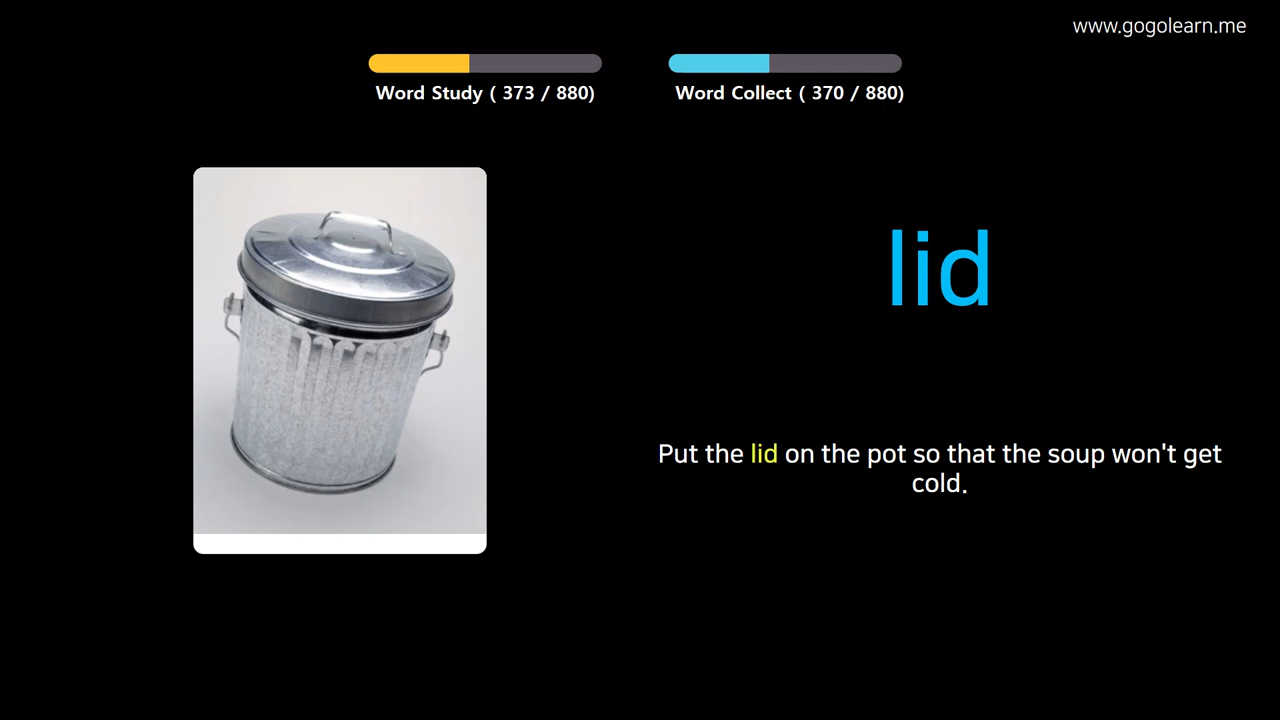 www.gogolearn.me
Word Study ( 373 / 880)
Word Collect ( 370 / 880)
lid
Put the lid on the pot so that the soup won't get
cold.